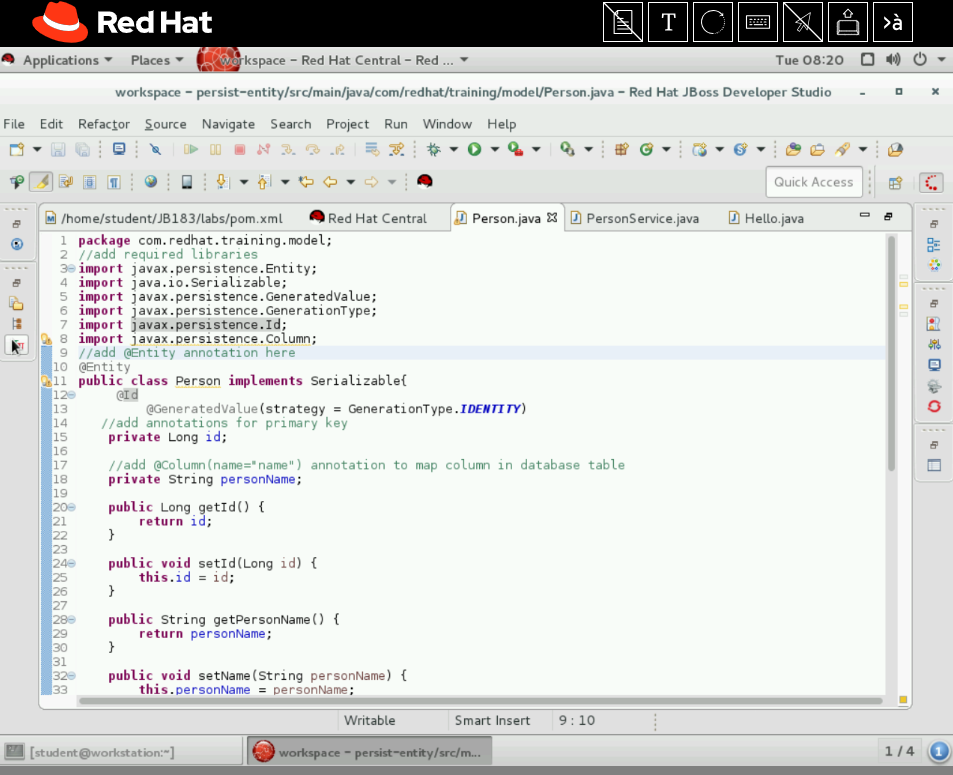 Red Hat
T
›à
Applications
Places
workspace – Red Hat Central – Red ...
Tue 08:20
workspace – persist-entity/src/main/java/com/redhat/training/model/Person.java – Red Hat JBoss Developer Studio
File Edit Refactor Source Navigate Search Project Run Window Help
Quick Access
/home/student/JB183/labs/pom.xml
Red Hat Central
Person.java
PersonService.java
Hello.java
1 package com.redhat.training.model;
2 //add required libraries
3 import javax.persistence.Entity;
4 import java.io.Serializable;
5 import javax.persistence.GeneratedValue;
6 import javax.persistence.GenerationType;
7 import javax.persistence.Id;
8 import javax.persistence.Column;
9 //add @Entity annotation here
10 @Entity
11 public class Person implements Serializable{
12 @Id
13 @GeneratedValue(strategy = GenerationType.IDENTITY)
14 //add annotations for primary key
15 private Long id;
16
17 //add @Column(name="name") annotation to map column in database table
18 private String personName;
19
20 public Long getId() {
21 return id;
22 }
23
24 public void setId(Long id) {
25 this.id = id;
26 }
27
28 public String getPersonName() {
29 return personName;
30 }
31
32 public void setName(String personName) {
33 this.personName = personName;
Writable
Smart Insert
9 : 10
[student@workstation:~]
workspace – persist-entity/src/m...
1 / 4
1